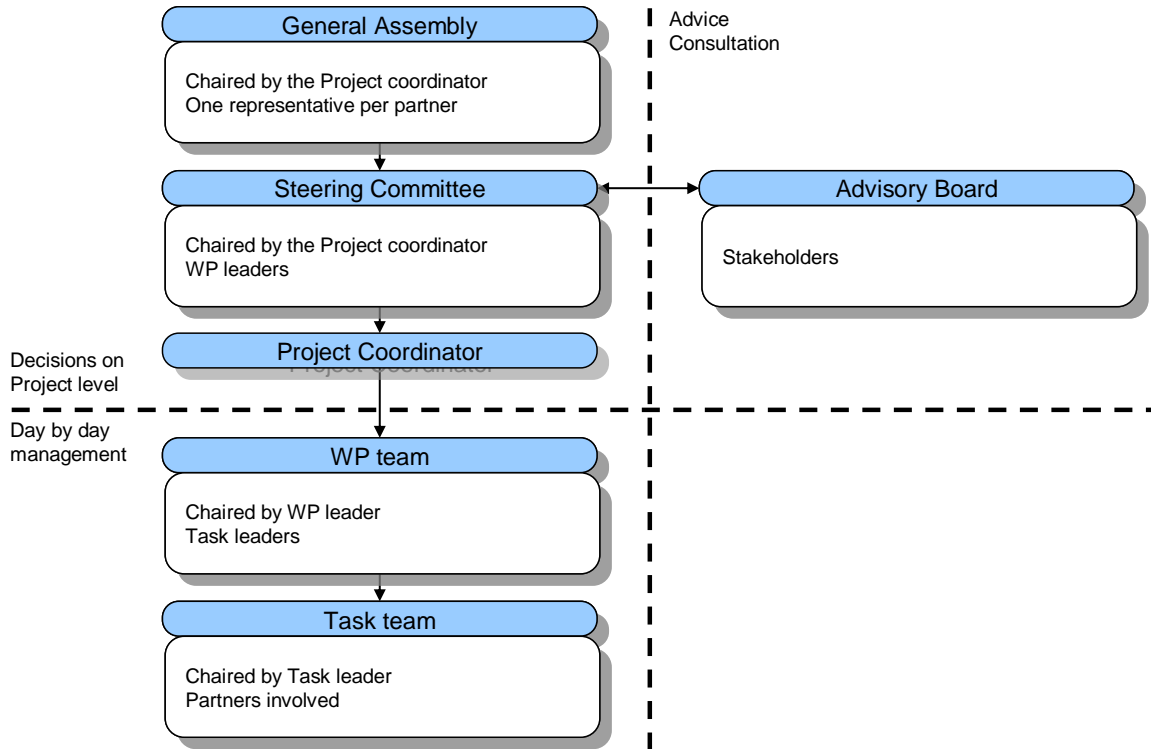 General Assembly
Chaired by the Project coordinator
One representative per partner
Advice
Consultation
Steering Committee
Chaired by the Project coordinator
WP leaders
Advisory Board
Stakeholders
Project Coordinator
Project Coordinator
Decisions on
Project level
Day by day
management
WP team
Chaired by WP leader
Task leaders
Task team
Chaired by Task leader
Partners involved